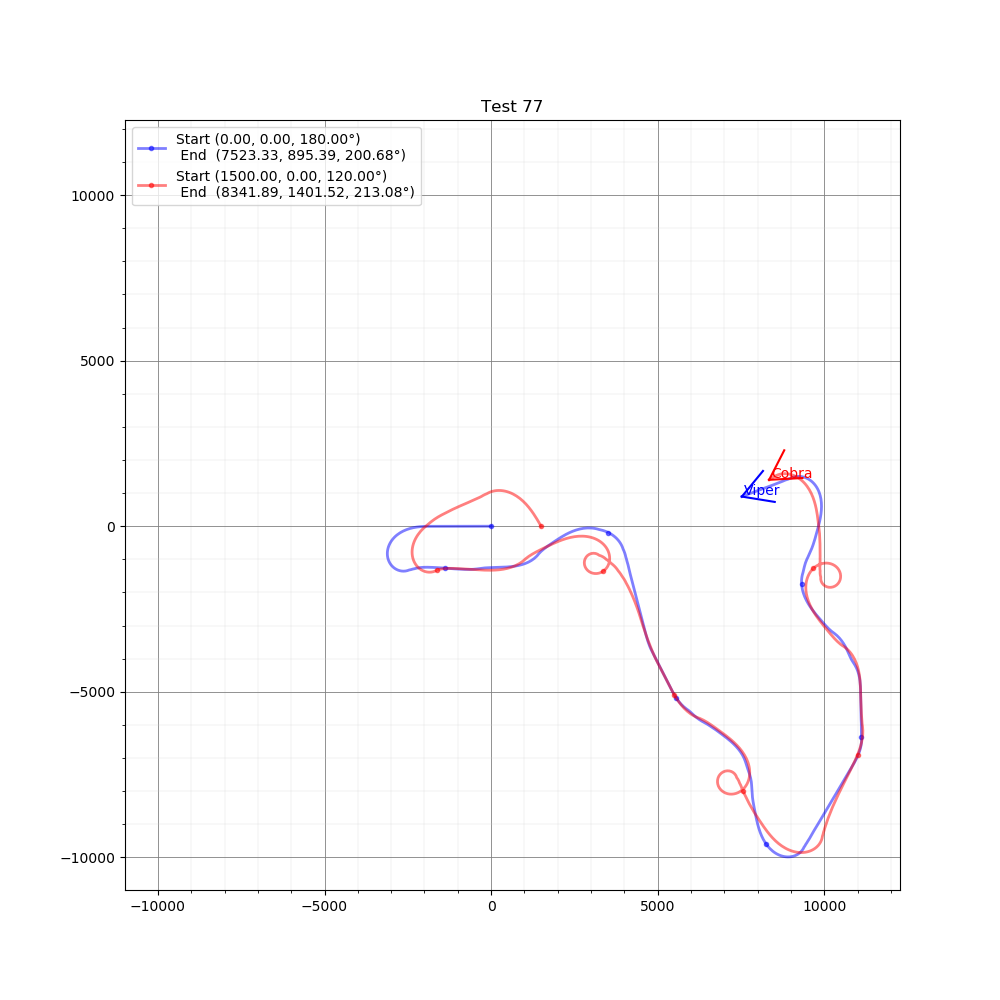 Test 77
Start (0.00, 0.00, 180.00°)
End  (7523.33, 895.39, 200.68°)
Start (1500.00, 0.00, 120.00°)
End  (8341.89, 1401.52, 213.08°)
10000
5000
0
−5000
−10000
Cobra
Viper
−10000
−5000
0
5000
10000